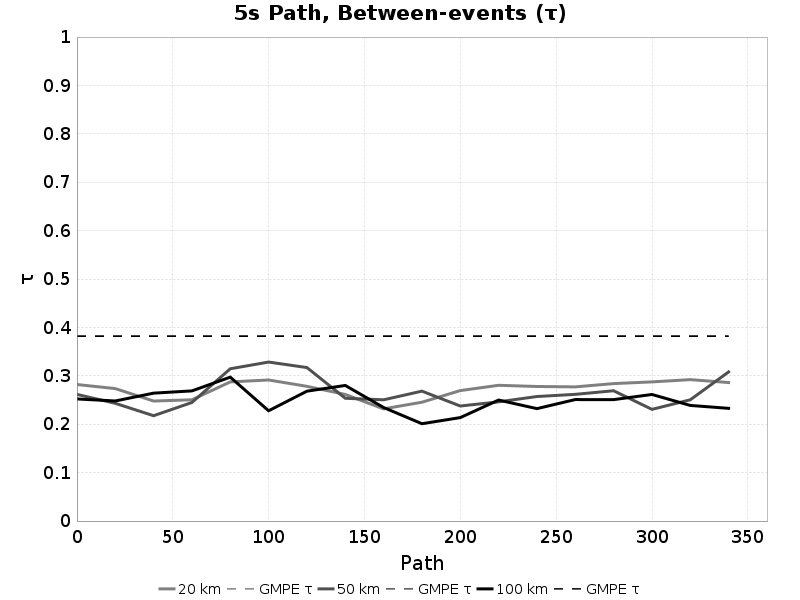 5s Path, Between-events (τ)
1
0.9
0.8
0.7
0.6
τ
0.5
0.4
0.3
0.2
0.1
0
0 50 100 150 200 250 300 350
Path
20 km GMPE τ 50 km GMPE τ 100 km GMPE τ